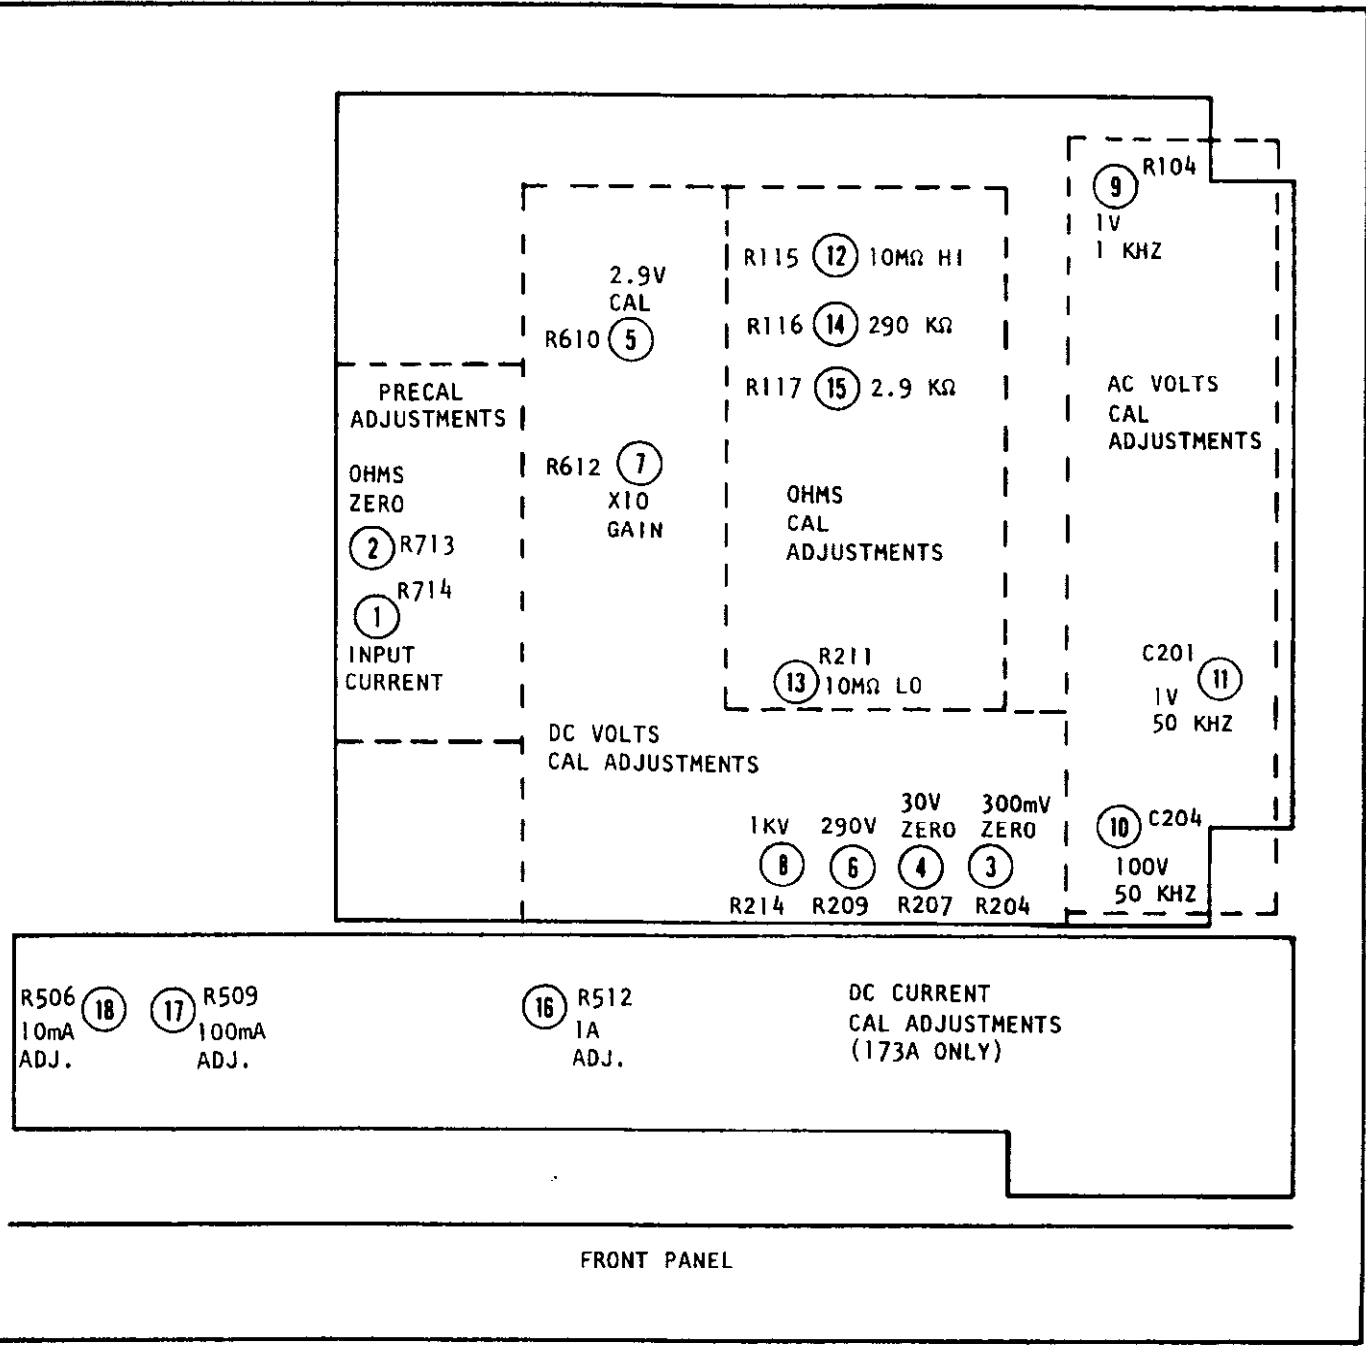 R104
9
1V
1 KHZ
R115 12 10MΩ HI
2.9V
CAL
R610 5
R116 14 290 KΩ
R117 15 2.9 KΩ
AC VOLTS
CAL
ADJUSTMENTS
PRECAL
ADJUSTMENTS
R612 7
X10
GAIN
OHMS
ZERO
2 R713
R714
1
INPUT
CURRENT
OHMS
CAL
ADJUSTMENTS
R211
13 10MΩ LO
C201
11
1V
50 KHZ
DC VOLTS
CAL ADJUSTMENTS
1KV
8
R214
290V
6
R209
30V
ZERO
4
R207
300mV
ZERO
3
R204
10 C204
100V
50 KHZ
R506 18
10mA
ADJ.
17 R509
100mA
ADJ.
16 R512
1A
ADJ.
DC CURRENT
CAL ADJUSTMENTS
(173A ONLY)
FRONT PANEL